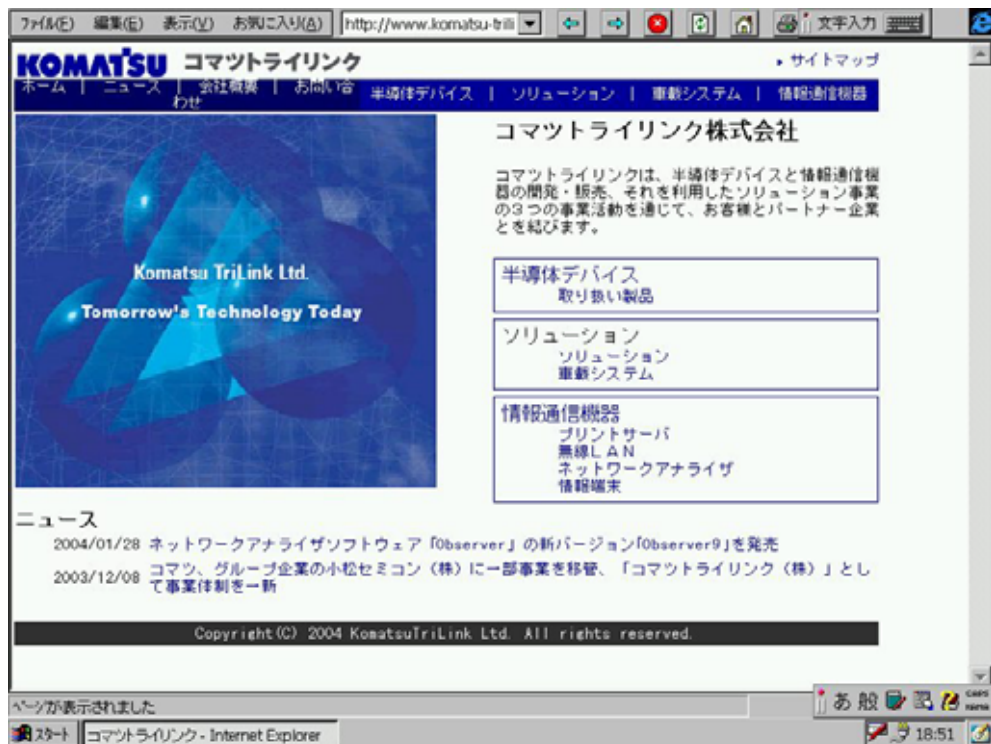 ファイル(F) 編集(E) 表示(V) お気に入り(A) http://www.komatsu-trili 文字入力
KOMATSU コマツトライリンク
サイトマップ
ホーム | ニュース | 会社概要 | お問い合わせ
半導体デバイス | ソリューション | 車載システム | 情報通信機器
コマツトライリンク株式会社
コマツトライリンクは、半導体デバイスと情報通信機
器の開発・販売、それを利用したソリューション事業
の3つの事業活動を通じて、お客様とパートナー企業
とを結びます。
Komatsu TriLink Ltd.
Tomorrow's Technology Today
半導体デバイス
取り扱い製品
ソリューション
ソリューション
車載システム
情報通信機器
プリントサーバ
無線LAN
ネットワークアナライザ
情報端末
ニュース
2004/01/28 ネットワークアナライザソフトウェア「Observer」の新バージョン「Observer9」を発売
2003/12/08 コマツ、グループ企業の小松セミコン(株)に一部事業を移管、「コマツトライリンク(株)」とし
て事業体制を一新
Copyright(C) 2004 KomatsuTriLink Ltd. All rights reserved.
ページが表示されました
あ 般 CAPS KANA
スタート コマツトライリンク - Internet Explorer 18:51